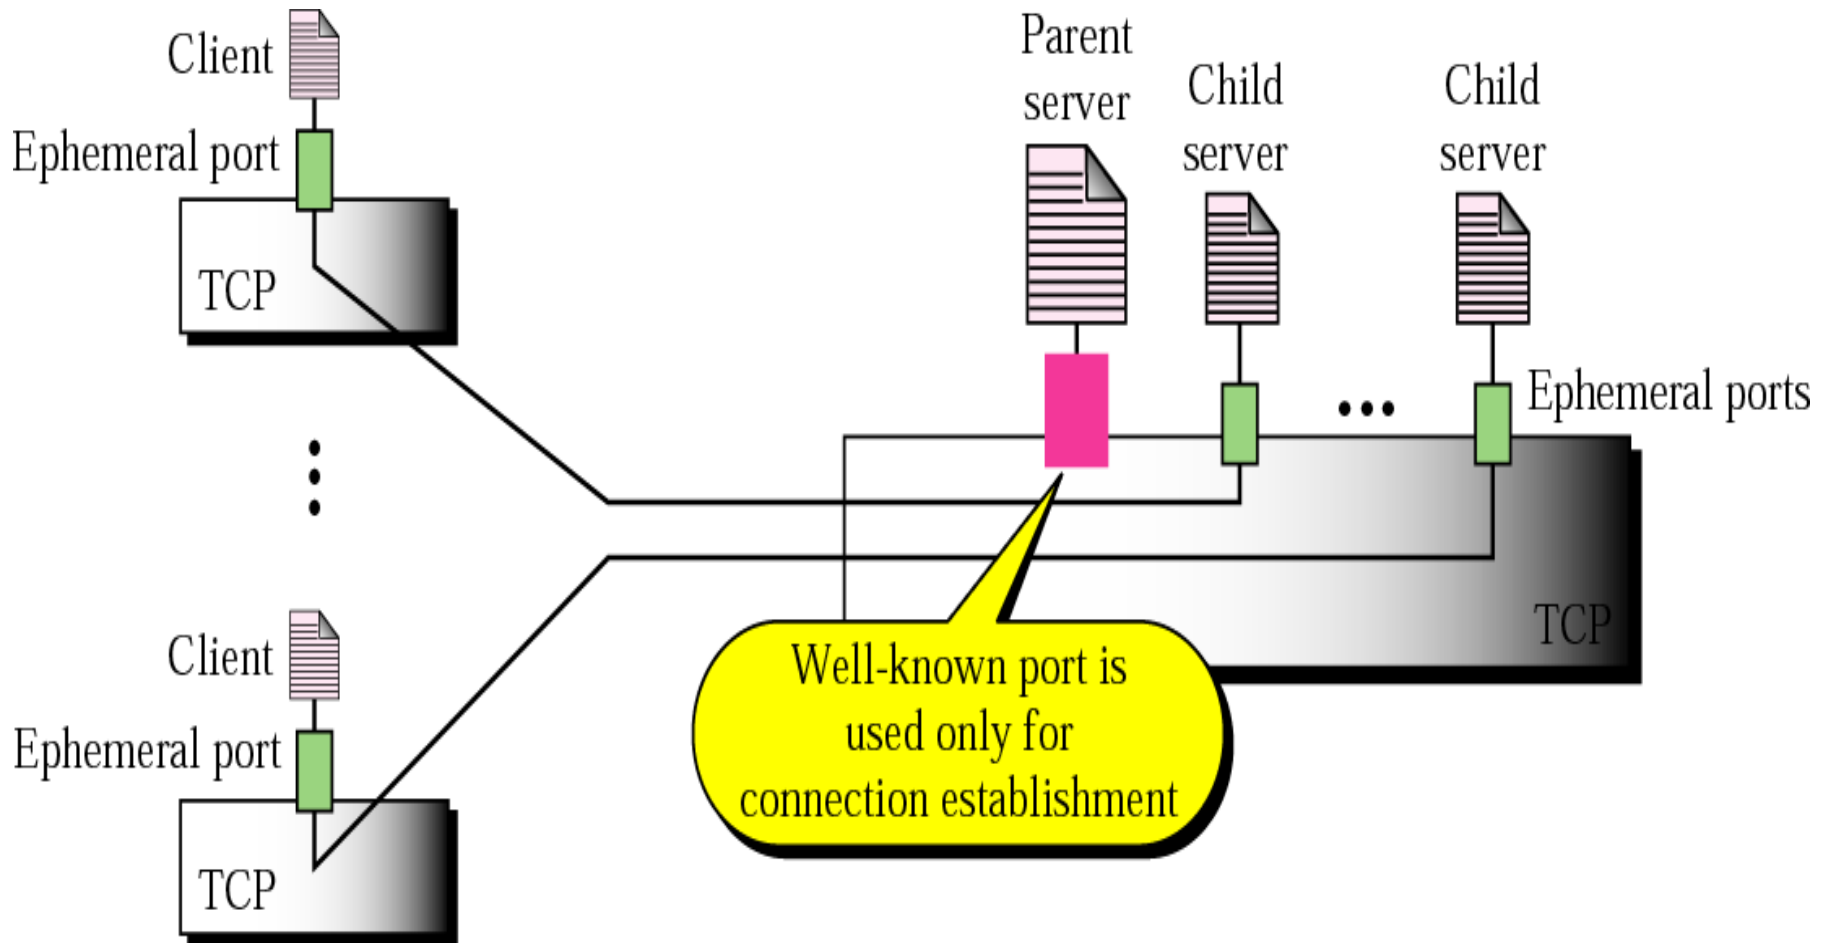 Client
Ephemeral port
TCP
Client
Ephemeral port
TCP
Parent
server
Child
server
Child
server
Ephemeral ports
TCP
Well-known port is
used only for
connection establishment